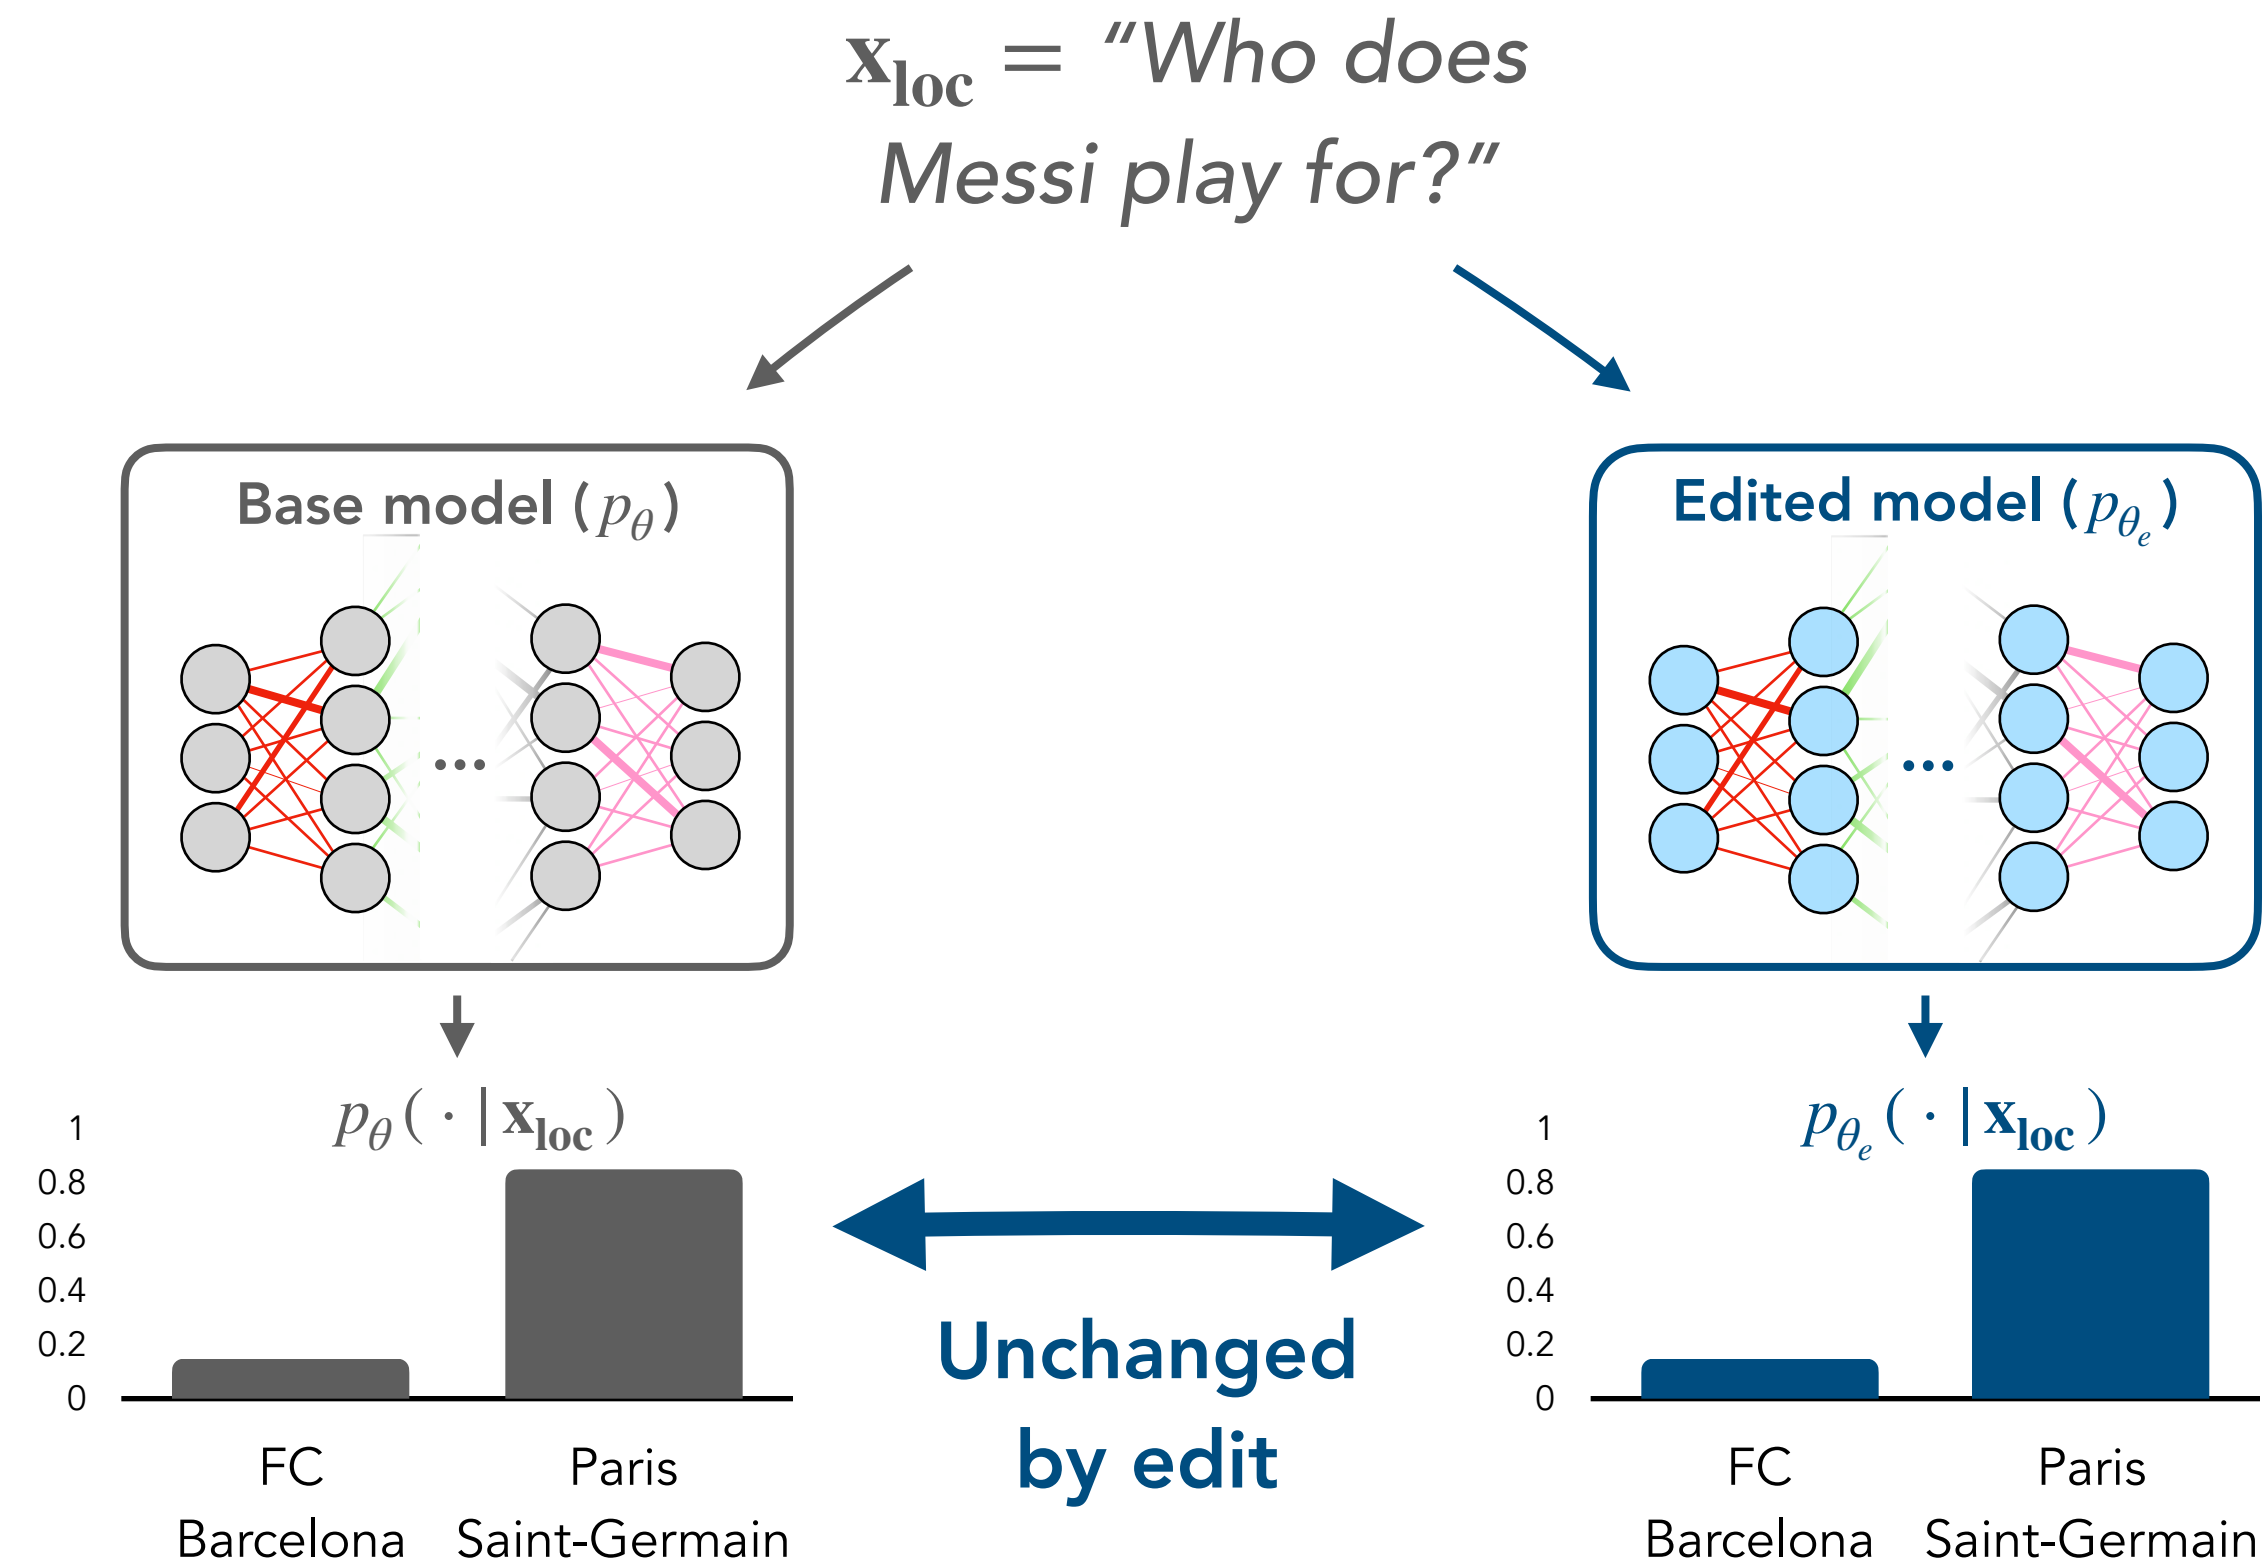 x_loc = "Who does
Messi play for?"
Base model (p_θ)
...
p_θ( · | x_loc )
1
0.8
0.6
0.4
0.2
0
FC
Barcelona
Paris
Saint-Germain
Unchanged
by edit
Edited model (p_θ_e)
...
p_θ_e( · | x_loc )
1
0.8
0.6
0.4
0.2
0
FC
Barcelona
Paris
Saint-Germain